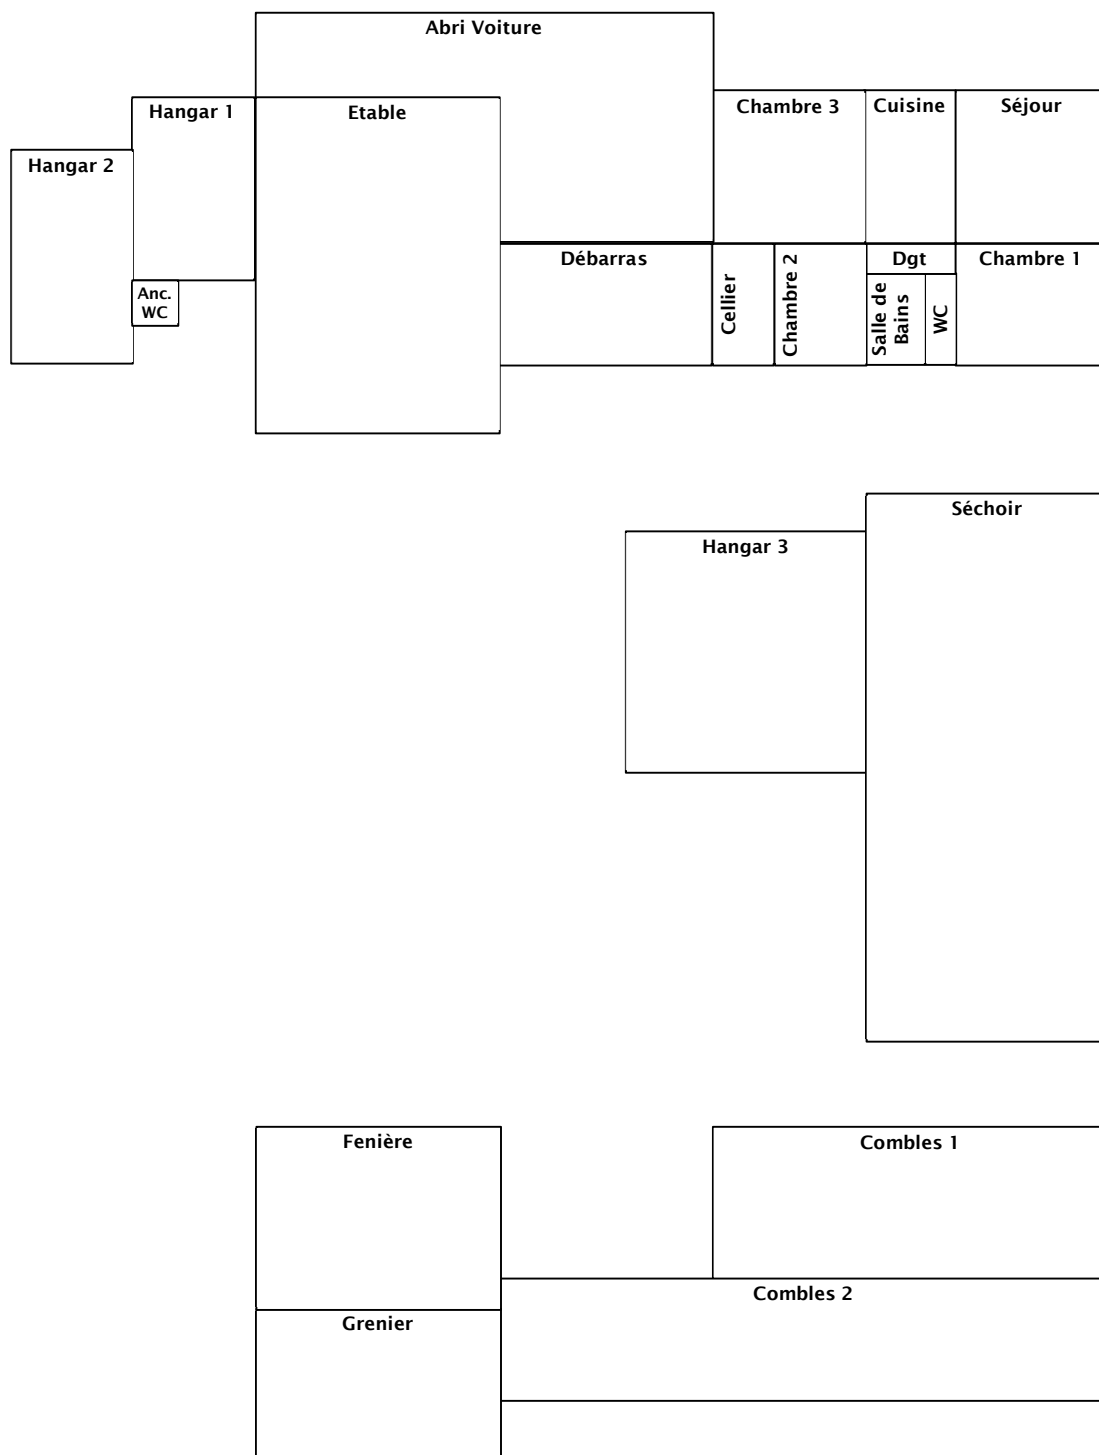 Abri Voiture
Hangar 1
Etable
Chambre 3
Cuisine
Séjour
Hangar 2
Débarras
Dgt
Chambre 1
Anc.
WC
Cellier
Chambre 2
Salle de
Bains
WC
Séchoir
Hangar 3
Fenière
Combles 1
Combles 2
Grenier